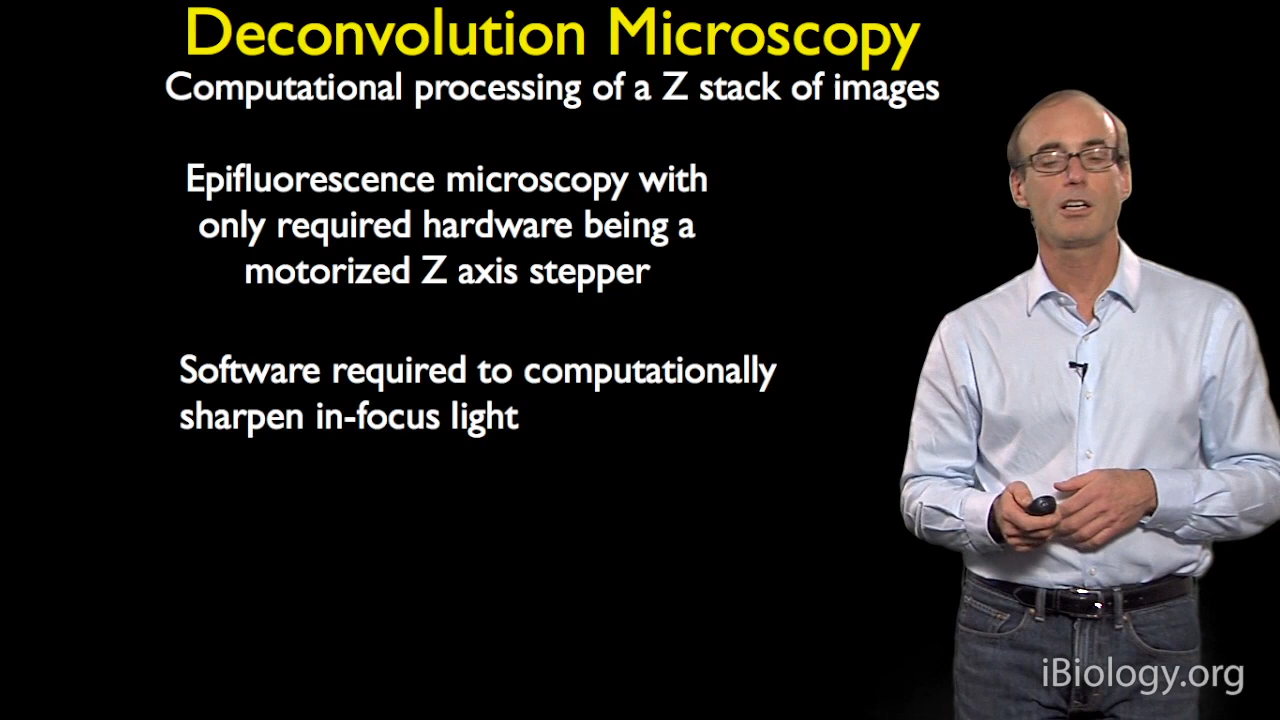 Deconvolution Microscopy
Computational processing of a Z stack of images
Epifluorescence microscopy with
only required hardware being a
motorized Z axis stepper
Software required to computationally
sharpen in-focus light
iBiology.org